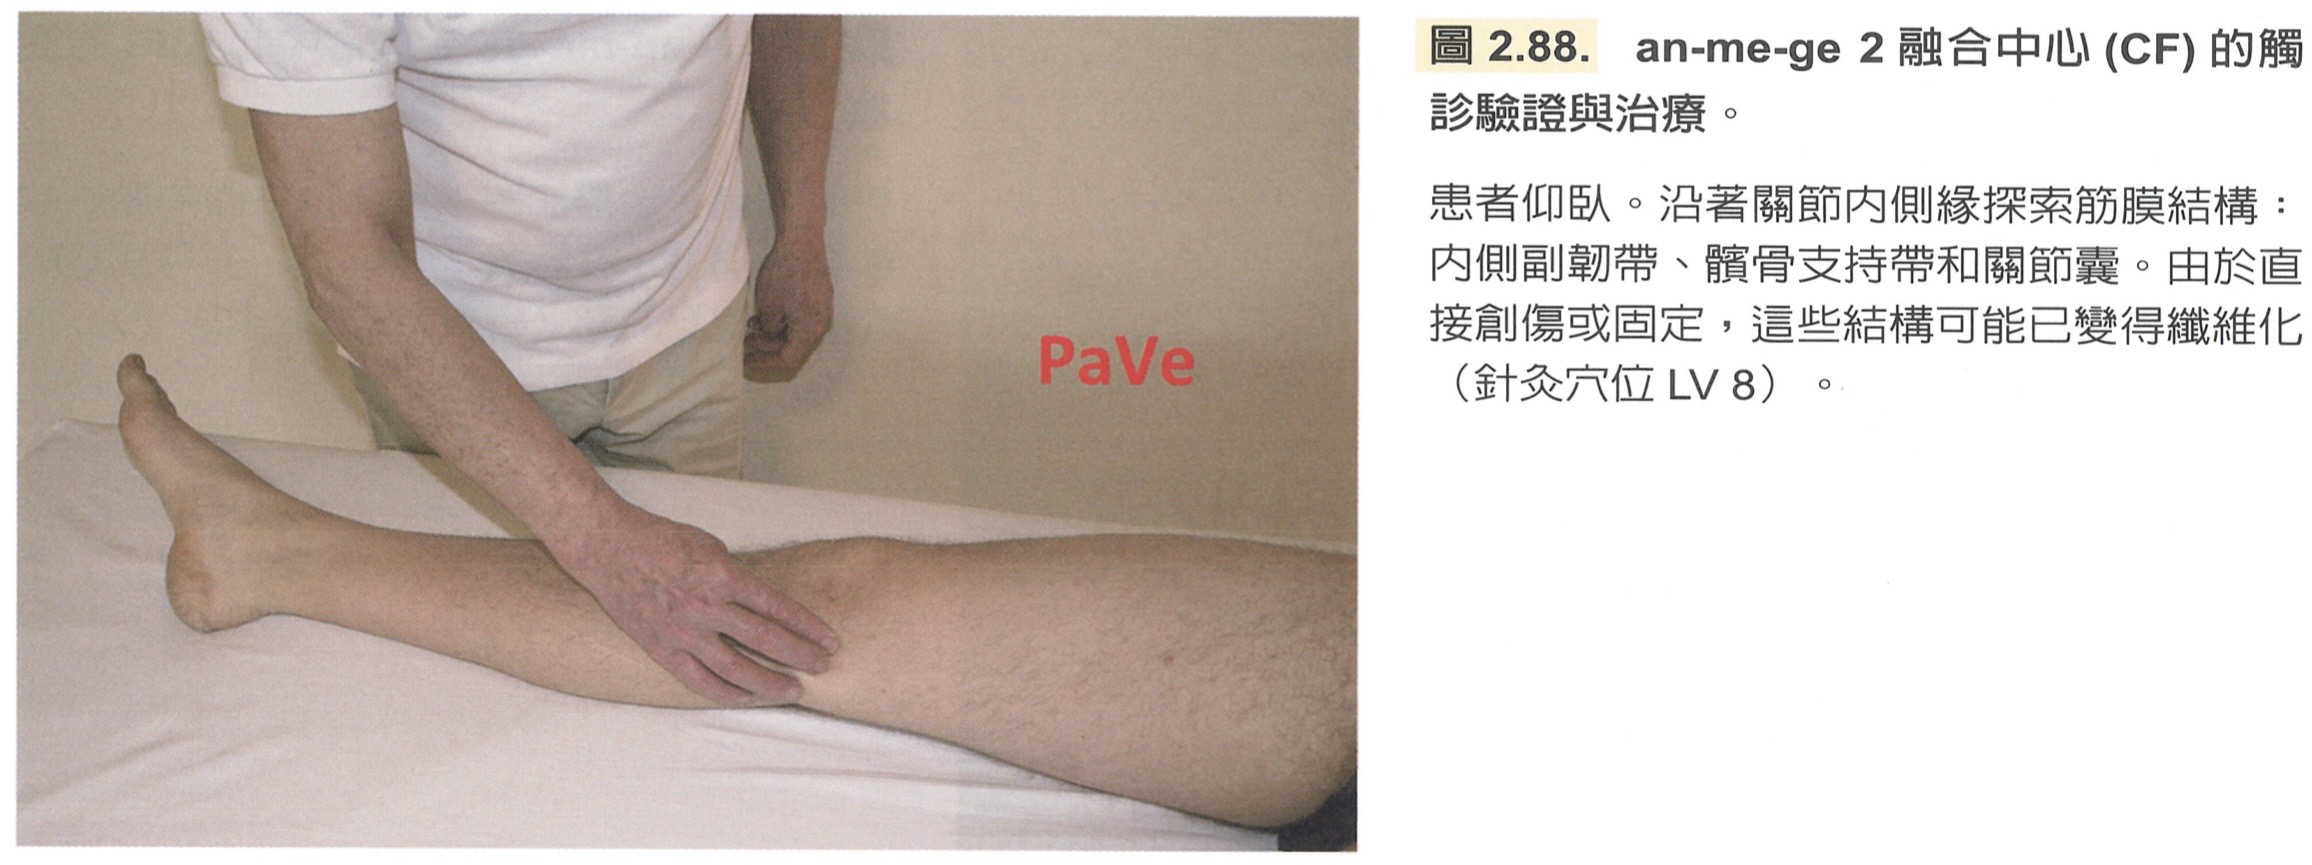 PaVe
圖 2.88. an-me-ge 2 融合中心 (CF) 的觸
診驗證與治療。
患者仰臥。沿著關節內側緣探索筋膜結構：
內側副韌帶、髕骨支持帶和關節囊。由於直
接創傷或固定，這些結構可能已變得纖維化
（針灸穴位 LV 8）。